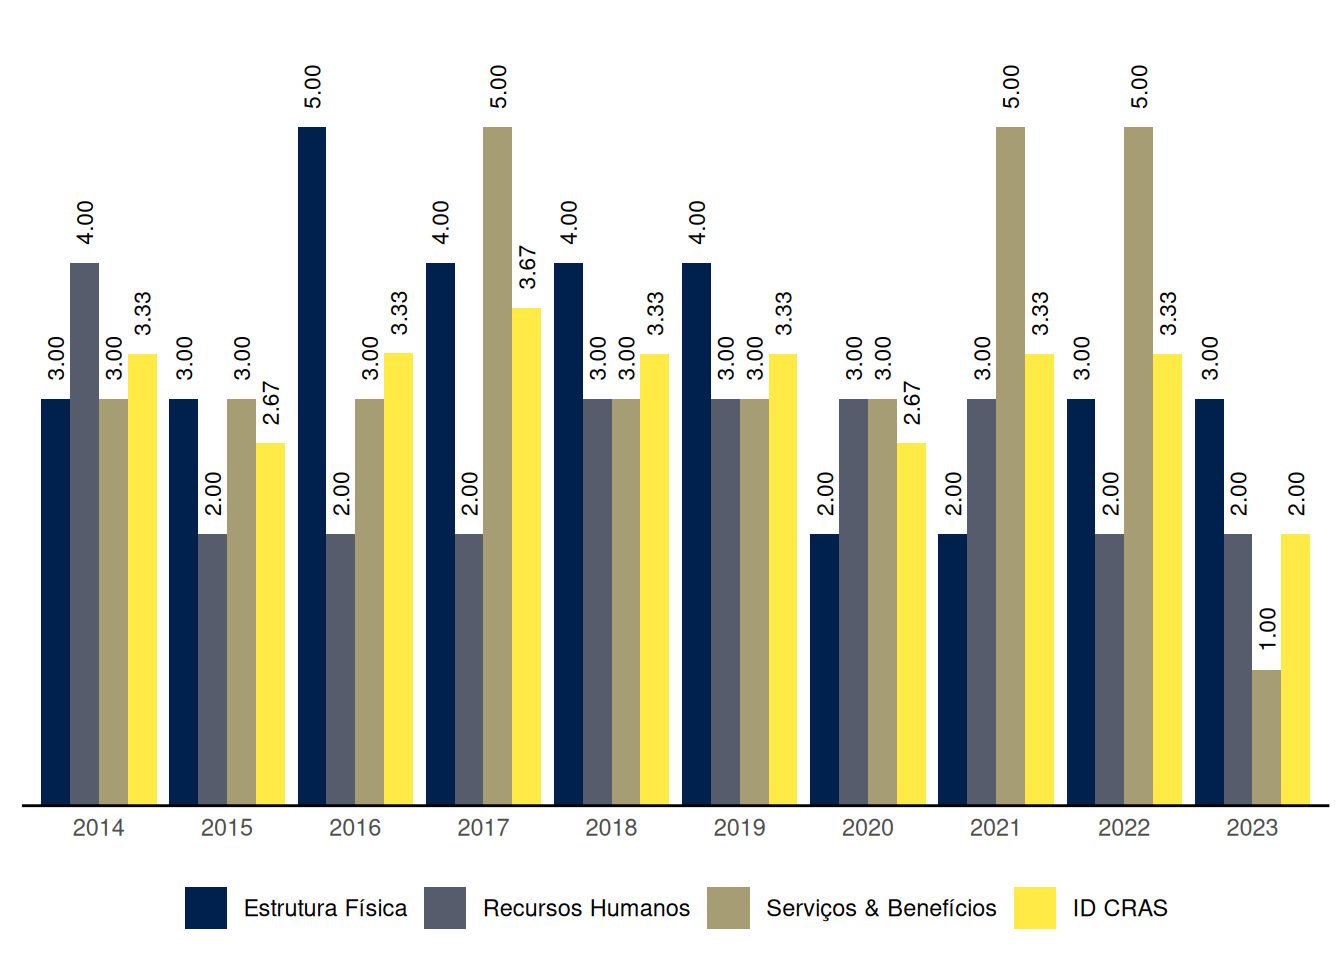 3.00 4.00 3.00 3.33 3.00 2.00 3.00 2.67 5.00 2.00 3.00 3.33 4.00 2.00 5.00 3.67 4.00 3.00 3.00 3.33 4.00 3.00 3.00 3.33 2.00 3.00 3.00 2.67 2.00 3.00 5.00 3.33 3.00 2.00 5.00 3.33 3.00 2.00 1.00 2.00
2014 2015 2016 2017 2018 2019 2020 2021 2022 2023
Estrutura Física Recursos Humanos Serviços & Benefícios ID CRAS